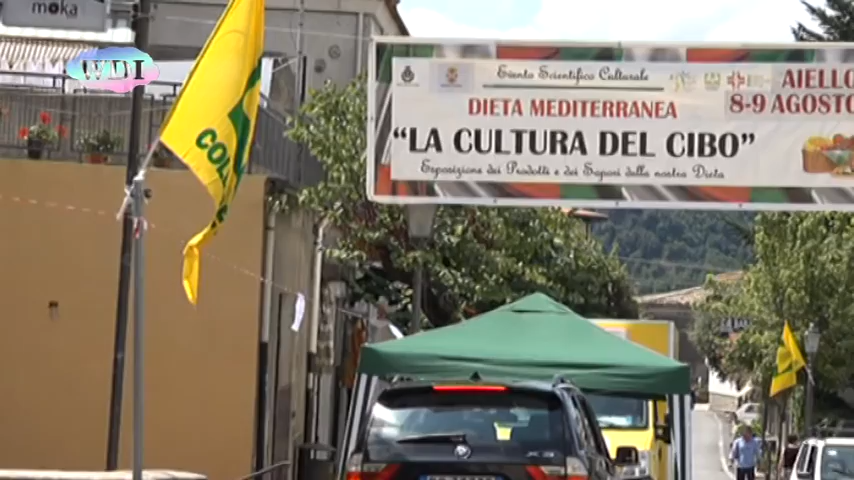 moka
WDI
COL
Evento Scientifico Culturale
DIETA MEDITERRANEA
"LA CULTURA DEL CIBO"
Esposizione dei Prodotti e dei Sapori della nostra Dieta
AIELLO
8-9 AGOSTO
X3